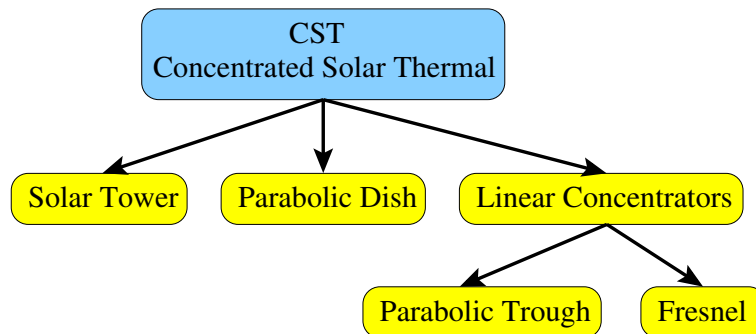 CST
Concentrated Solar Thermal
Solar Tower
Parabolic Dish
Linear Concentrators
Parabolic Trough
Fresnel